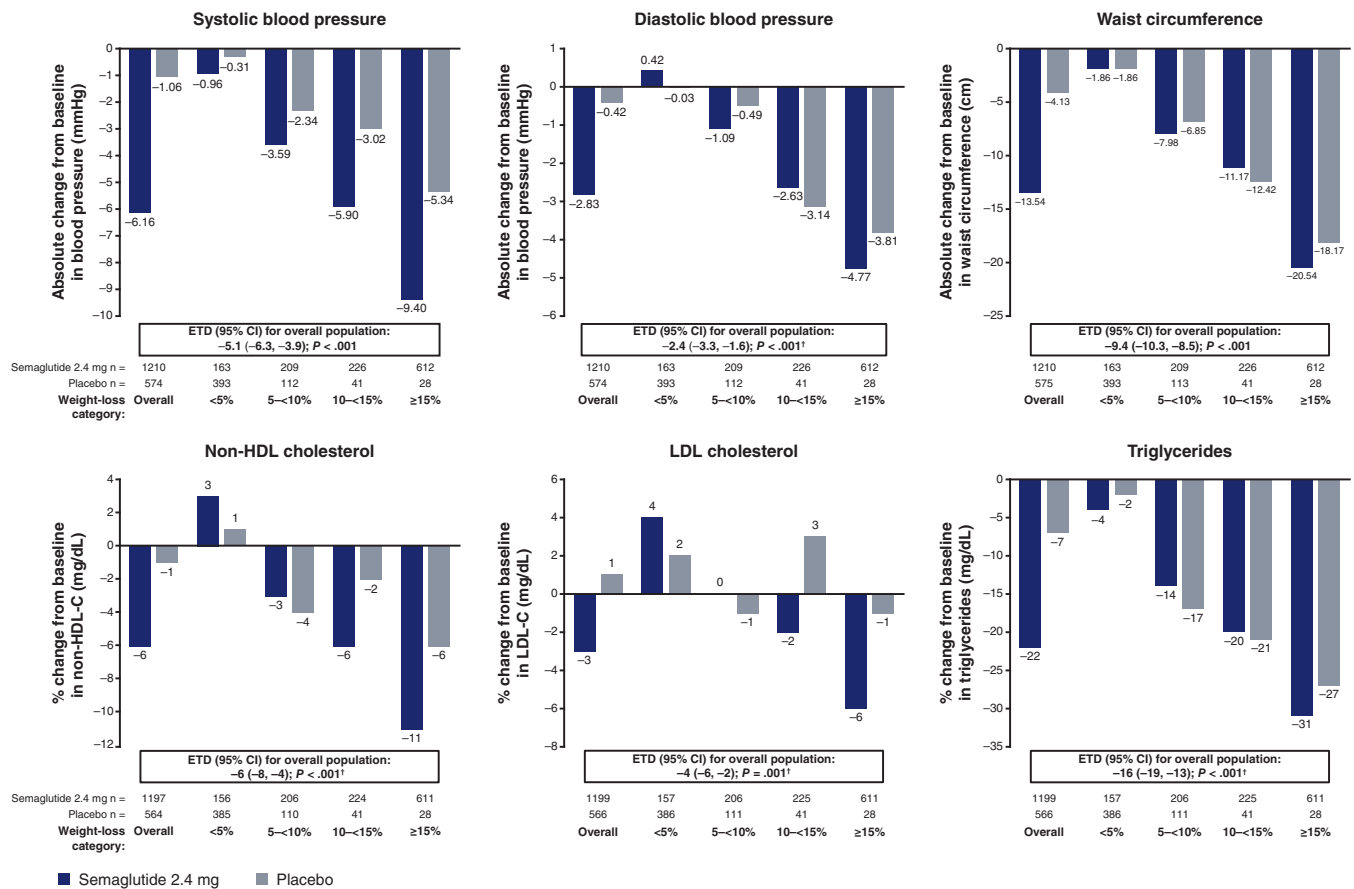 Systolic blood pressure
Absolute change from baseline
in blood pressure (mmHg)
0
−1
−2
−3
−4
−5
−6
−7
−8
−9
−10
−6.16
−1.06
−0.96
−0.31
−3.59
−2.34
−5.90
−3.02
−9.40
−5.34
ETD (95% CI) for overall population:
−5.1 (−6.3, −3.9); P < .001
Diastolic blood pressure
Absolute change from baseline
in blood pressure (mmHg)
1
0
−1
−2
−3
−4
−5
−6
−2.83
−0.42
0.42
−0.03
−1.09
−0.49
−2.63
−3.14
−4.77
−3.81
ETD (95% CI) for overall population:
−2.4 (−3.3, −1.6); P < .001†
Waist circumference
Absolute change from baseline
in waist circumference (cm)
0
−5
−10
−15
−20
−25
−13.54
−4.13
−1.86
−1.86
−7.98
−6.85
−11.17
−12.42
−20.54
−18.17
ETD (95% CI) for overall population:
−9.4 (−10.3, −8.5); P < .001
Semaglutide 2.4 mg n = 1210 163 209 226 612 1210 163 209 226 612 1210 163 209 226 612
Placebo n = 574 393 112 41 28 574 393 112 41 28 575 393 113 41 28
Weight-loss category: Overall <5% 5–<10% 10–<15% ≥15% Overall <5% 5–<10% 10–<15% ≥15% Overall <5% 5–<10% 10–<15% ≥15%
Non-HDL cholesterol
% change from baseline
in non-HDL-C (mg/dL)
4
2
0
−2
−4
−6
−8
−10
−12
−6
−1
3
1
−3
−4
−6
−2
−11
−6
ETD (95% CI) for overall population:
−6 (−8, −4); P < .001†
LDL cholesterol
% change from baseline
in LDL-C (mg/dL)
6
4
2
0
−2
−4
−6
−8
−3
1
4
2
0
−1
−2
3
−6
−1
ETD (95% CI) for overall population:
−4 (−6, −2); P = .001†
Triglycerides
% change from baseline
in triglycerides (mg/dL)
0
−5
−10
−15
−20
−25
−30
−35
−22
−7
−4
−2
−14
−17
−20
−21
−31
−27
ETD (95% CI) for overall population:
−16 (−19, −13); P < .001†
Semaglutide 2.4 mg n = 1197 156 206 224 611 1199 157 206 225 611 1199 157 206 225 611
Placebo n = 564 385 110 41 28 566 386 111 41 28 566 386 111 41 28
Weight-loss category: Overall <5% 5–<10% 10–<15% ≥15% Overall <5% 5–<10% 10–<15% ≥15% Overall <5% 5–<10% 10–<15% ≥15%
Semaglutide 2.4 mg
Placebo